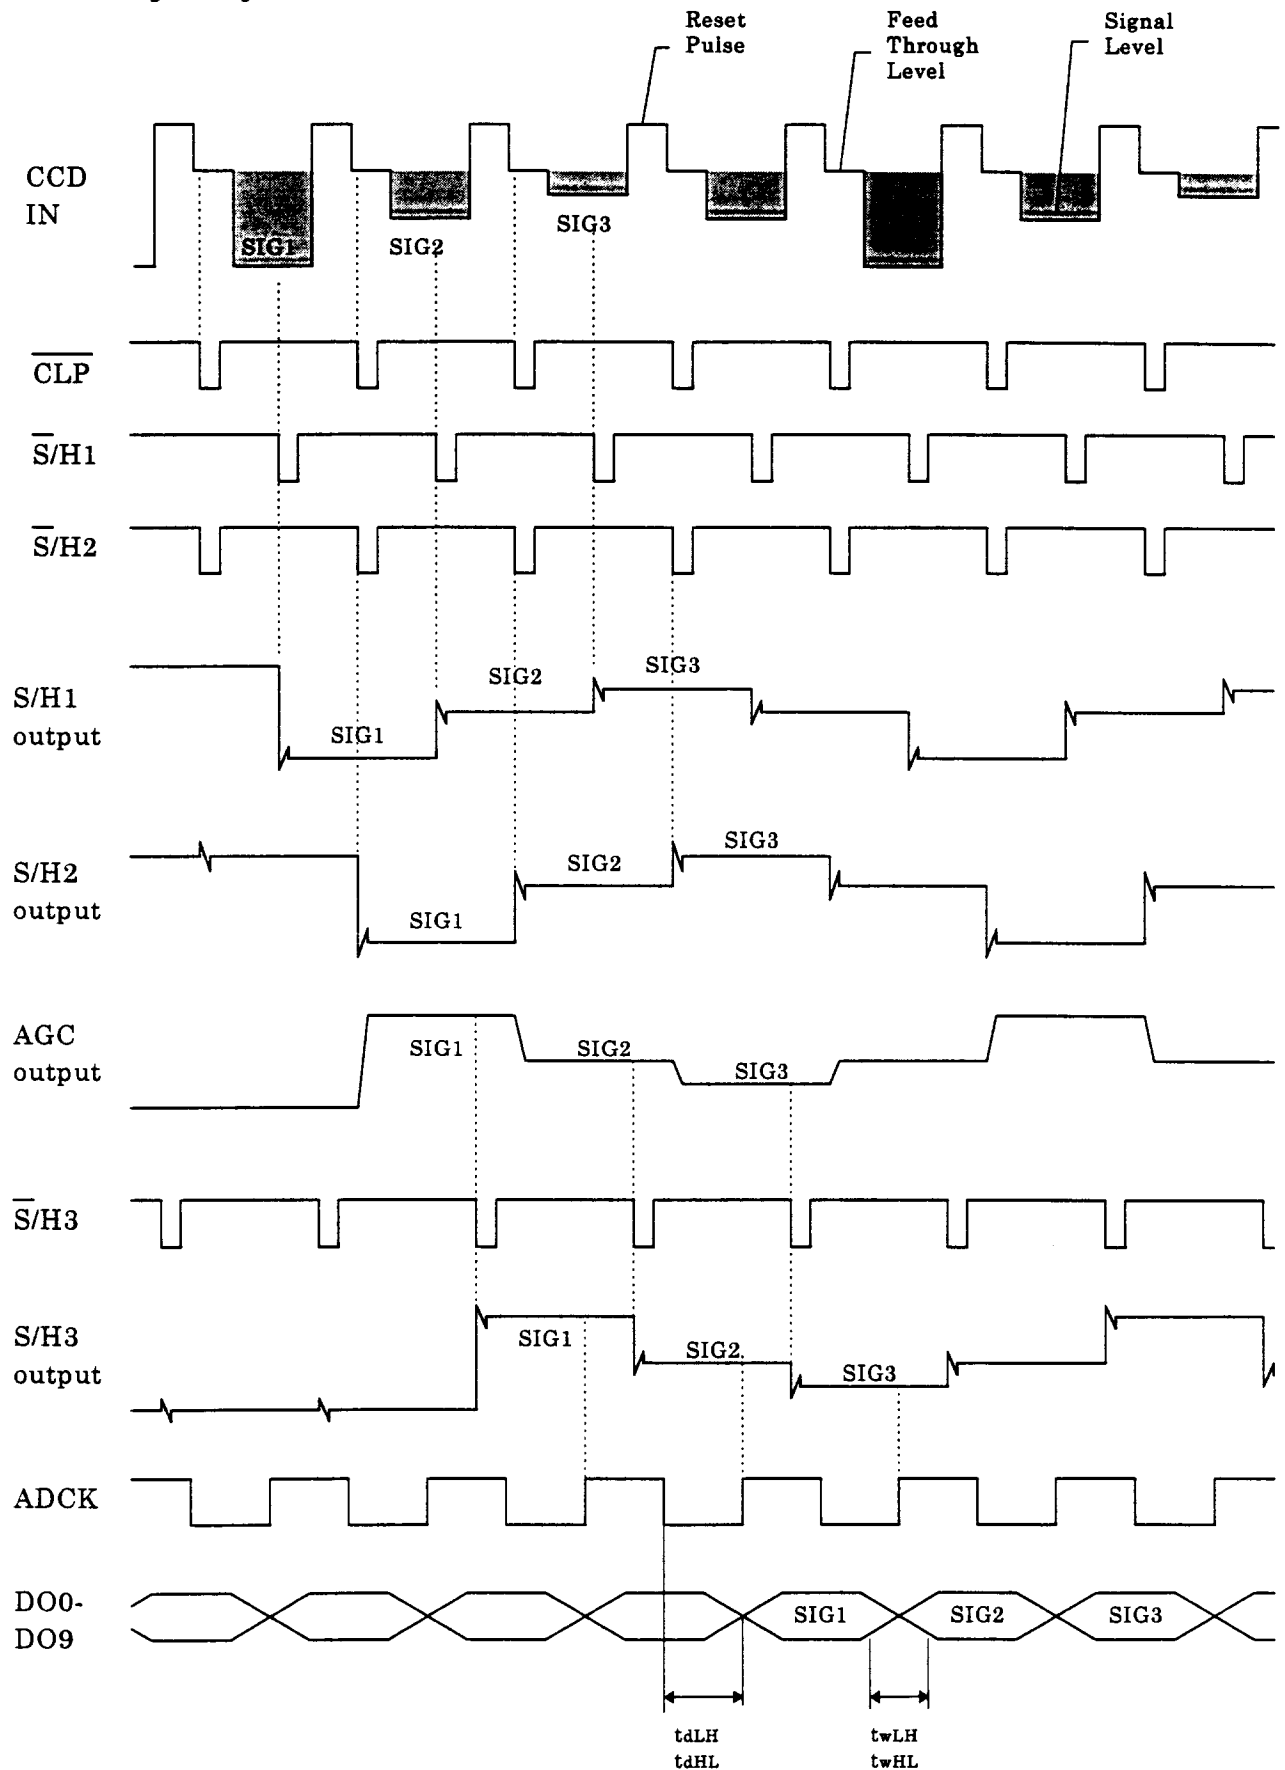 Reset
Pulse
Feed
Through
Level
Signal
Level
CCD
IN
SIG1
SIG2
SIG3
CLP
S/H1
S/H2
S/H1
output
SIG1
SIG2
SIG3
S/H2
output
SIG1
SIG2
SIG3
AGC
output
SIG1
SIG2
SIG3
S/H3
S/H3
output
SIG1
SIG2
SIG3
ADCK
DO0-
DO9
SIG1
SIG2
SIG3
tdLH
tdHL
twLH
twHL